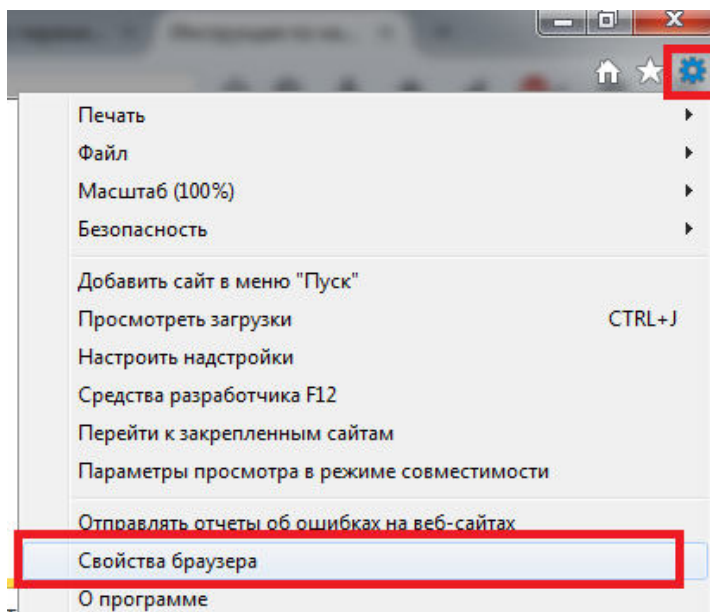 Печать
Файл
Масштаб (100%)
Безопасность
Добавить сайт в меню "Пуск"
Просмотреть загрузки CTRL+J
Настроить надстройки
Средства разработчика F12
Перейти к закрепленным сайтам
Параметры просмотра в режиме совместимости
Отправлять отчеты об ошибках на веб-сайтах
Свойства браузера
О программе